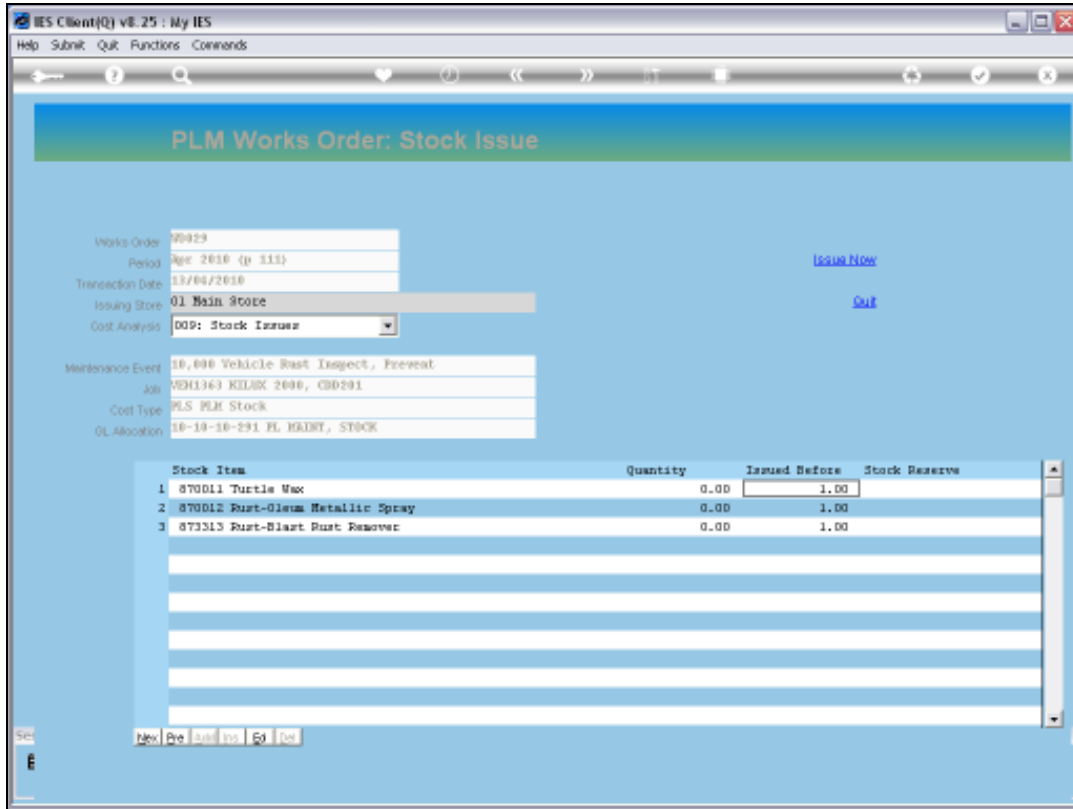 IES Client(Q) v8.25 : My IES
Help Submit Quit Functions Commands
PLM Works Order: Stock Issue
Works Order W0029
Period Apr 2010 (p 111)
Issue Now
Transaction Date 13/04/2010
Issuing Store 01 Main Store
Quit
Cost Analysis 009: Stock Issues
Maintenance Event 10,000 Vehicle Rust Inspect, Prevent
Job VEH1363 KILUX 2000, CDD201
Cost Type PLS PLM Stock
GL Allocation 10-10-10-291 PL MAINT, STOCK
Stock Item Quantity Issued Before Stock Reserve
1 870011 Turtle Wax 0.00 1.00
2 870012 Rust-Oleum Metallic Spray 0.00 1.00
3 873313 Rust-Blast Rust Remover 0.00 1.00
Nex Pre Add Ins Ed Del